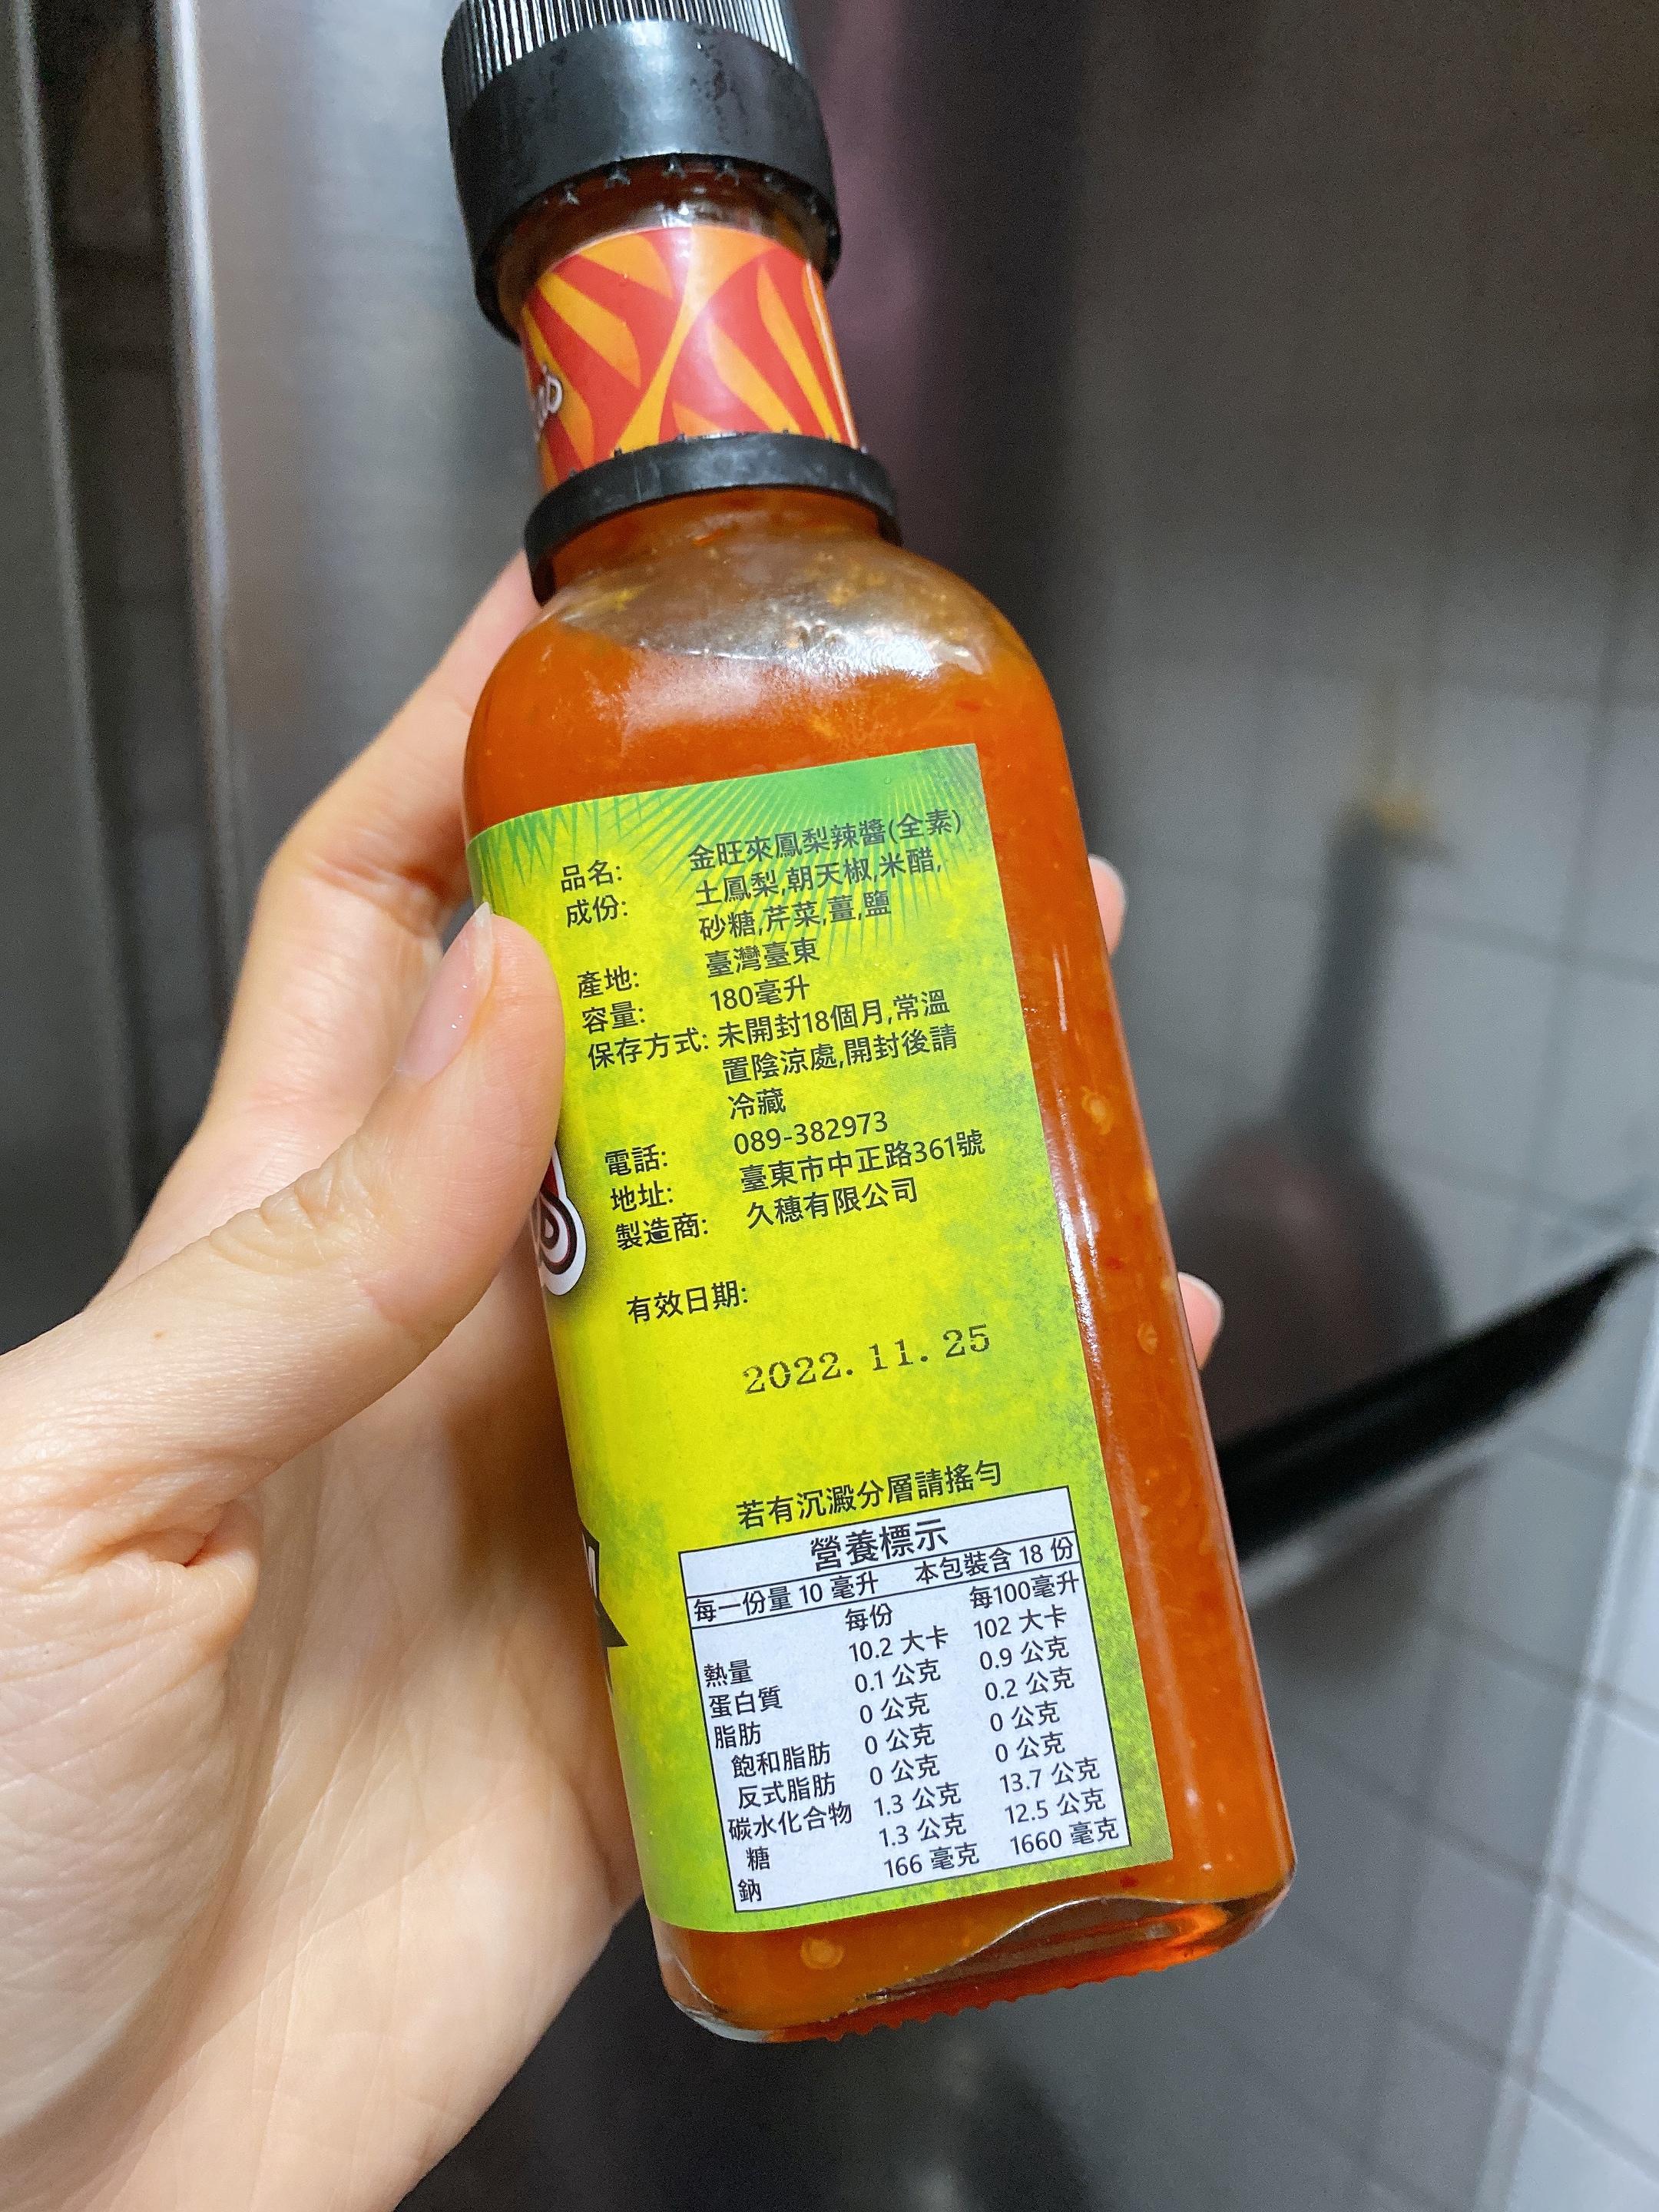 品名: 金旺來鳳梨辣醬(全素)
成份: 土鳳梨,朝天椒,米醋,
砂糖,芹菜,薑,鹽
產地: 臺灣臺東
容量: 180毫升
保存方式: 未開封18個月,常溫
置陰涼處,開封後請
冷藏
電話: 089-382973
地址: 臺東市中正路361號
製造商: 久穗有限公司
有效日期:
2022.11.25
若有沉澱分層請搖勻
營養標示
每一份量 10 毫升 本包裝含 18 份
每份 每100毫升
熱量 10.2 大卡 102 大卡
蛋白質 0.1 公克 0.9 公克
脂肪 0 公克 0.2 公克
飽和脂肪 0 公克 0 公克
反式脂肪 0 公克 0 公克
碳水化合物 1.3 公克 13.7 公克
糖 1.3 公克 12.5 公克
鈉 166 毫克 1660 毫克